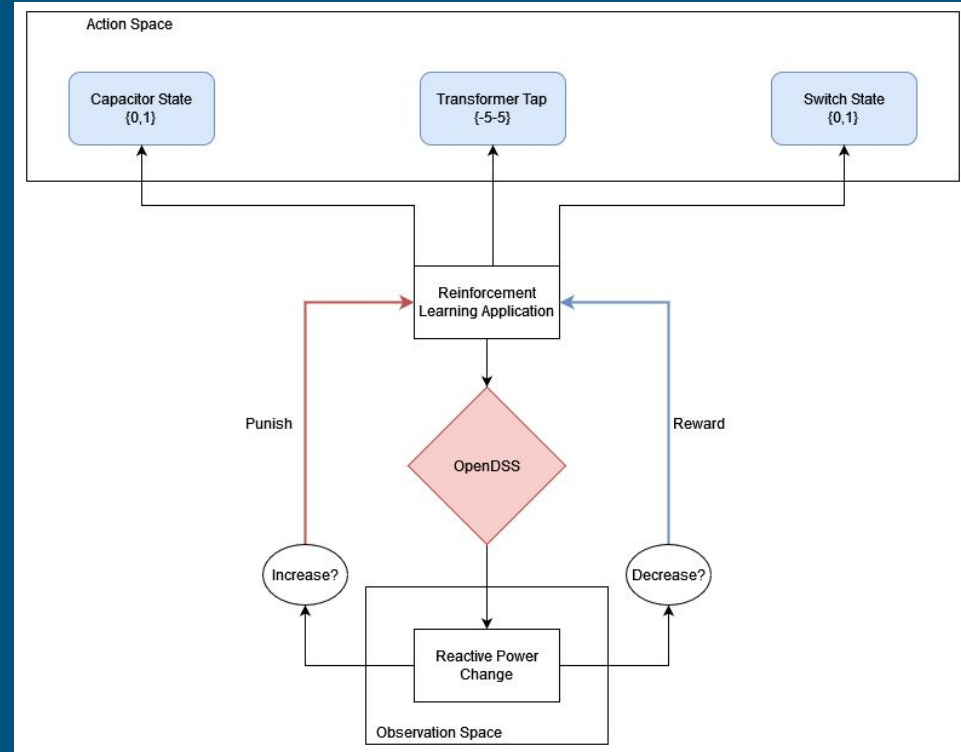 Action Space
Capacitor State
{0,1}
Transformer Tap
{-5-5}
Switch State
{0,1}
Reinforcement
Learning Application
Punish
Reward
OpenDSS
Increase?
Decrease?
Reactive Power
Change
Observation Space